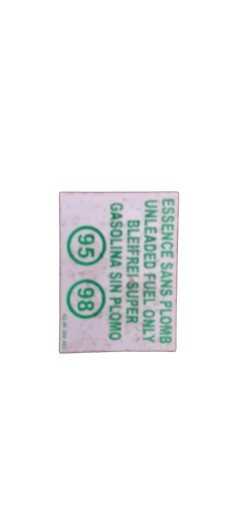 ESSENCE SANS PLOMB
UNLEADED FUEL ONLY
BLEIFREI SUPER
GASOLINA SIN PLOMO
95 98